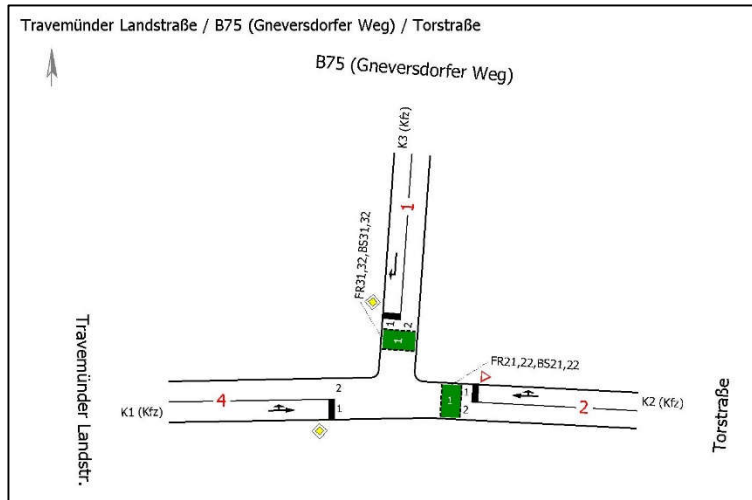 Travemünder Landstraße / B75 (Gneversdorfer Weg) / Torstraße
B75 (Gneversdorfer Weg)
K3 (Kfz)
1
FR31,32,BS31,32
1 2
1
FR21,22,BS21,22
Travemünder
Landstr.
K1 (Kfz)
4
2
1
1
1
2
2
K2 (Kfz)
Torstraße